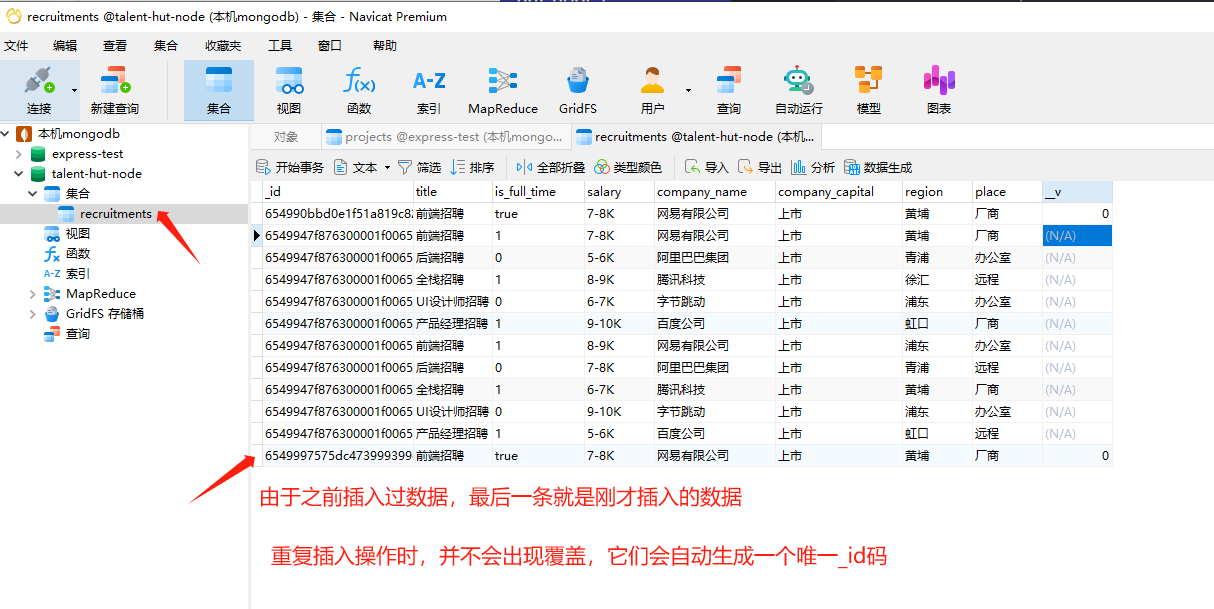 recruitments @talent-hut-node (本机mongodb) - 集合 - Navicat Premium
文件 编辑 查看 集合 收藏夹 工具 窗口 帮助
连接 新建查询 集合 视图 函数 索引 MapReduce GridFS 用户 查询 自动运行 模型 图表
f(x) A-Z
本机mongodb
express-test
talent-hut-node
集合
recruitments
视图
函数
A-Z 索引
MapReduce
GridFS 存储桶
查询
对象 projects @express-test (本机mongo... recruitments @talent-hut-node (本机...
开始事务 文本 筛选 排序 全部折叠 类型颜色 导入 导出 分析 数据生成
_id title is_full_time salary company_name company_capital region place __v
654990bbd0e1f51a819c8 前端招聘 true 7-8K 网易有限公司 上市 黄埔 厂商 0
6549947f876300001f0065 前端招聘 1 7-8K 网易有限公司 上市 黄埔 厂商 (N/A)
6549947f876300001f0065 后端招聘 0 5-6K 阿里巴巴集团 上市 青浦 办公室 (N/A)
6549947f876300001f0065 全栈招聘 1 8-9K 腾讯科技 上市 徐汇 远程 (N/A)
6549947f876300001f0065 UI设计师招聘 0 6-7K 字节跳动 上市 浦东 办公室 (N/A)
6549947f876300001f0065 产品经理招聘 1 9-10K 百度公司 上市 虹口 厂商 (N/A)
6549947f876300001f0065 前端招聘 1 8-9K 网易有限公司 上市 浦东 办公室 (N/A)
6549947f876300001f0065 后端招聘 0 7-8K 阿里巴巴集团 上市 青浦 远程 (N/A)
6549947f876300001f0065 全栈招聘 1 6-7K 腾讯科技 上市 黄埔 厂商 (N/A)
6549947f876300001f0065 UI设计师招聘 0 9-10K 字节跳动 上市 浦东 办公室 (N/A)
6549947f876300001f0065 产品经理招聘 1 5-6K 百度公司 上市 虹口 远程 (N/A)
6549997575dc473999399 前端招聘 true 7-8K 网易有限公司 上市 黄埔 厂商 0
由于之前插入过数据，最后一条就是刚才插入的数据
重复插入操作时，并不会出现覆盖，它们会自动生成一个唯一_id码